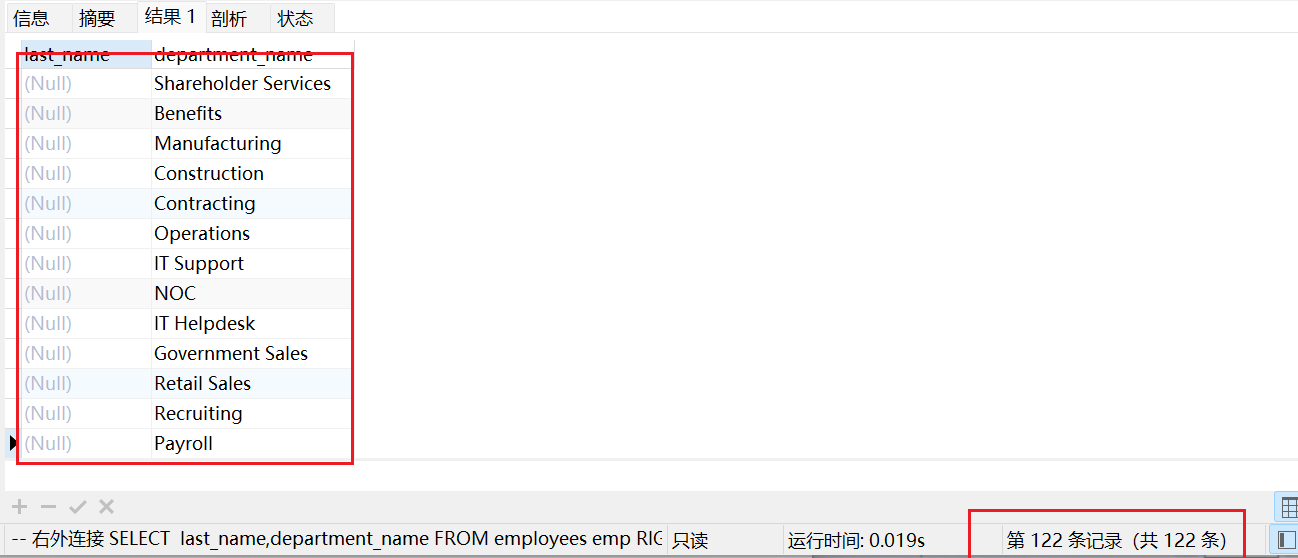 信息 摘要 结果 1 剖析 状态
last_name department_name
(Null) Shareholder Services
(Null) Benefits
(Null) Manufacturing
(Null) Construction
(Null) Contracting
(Null) Operations
(Null) IT Support
(Null) NOC
(Null) IT Helpdesk
(Null) Government Sales
(Null) Retail Sales
(Null) Recruiting
(Null) Payroll
-- 右外连接 SELECT last_name,department_name FROM employees emp RIG 只读 运行时间: 0.019s 第 122 条记录 (共 122 条)